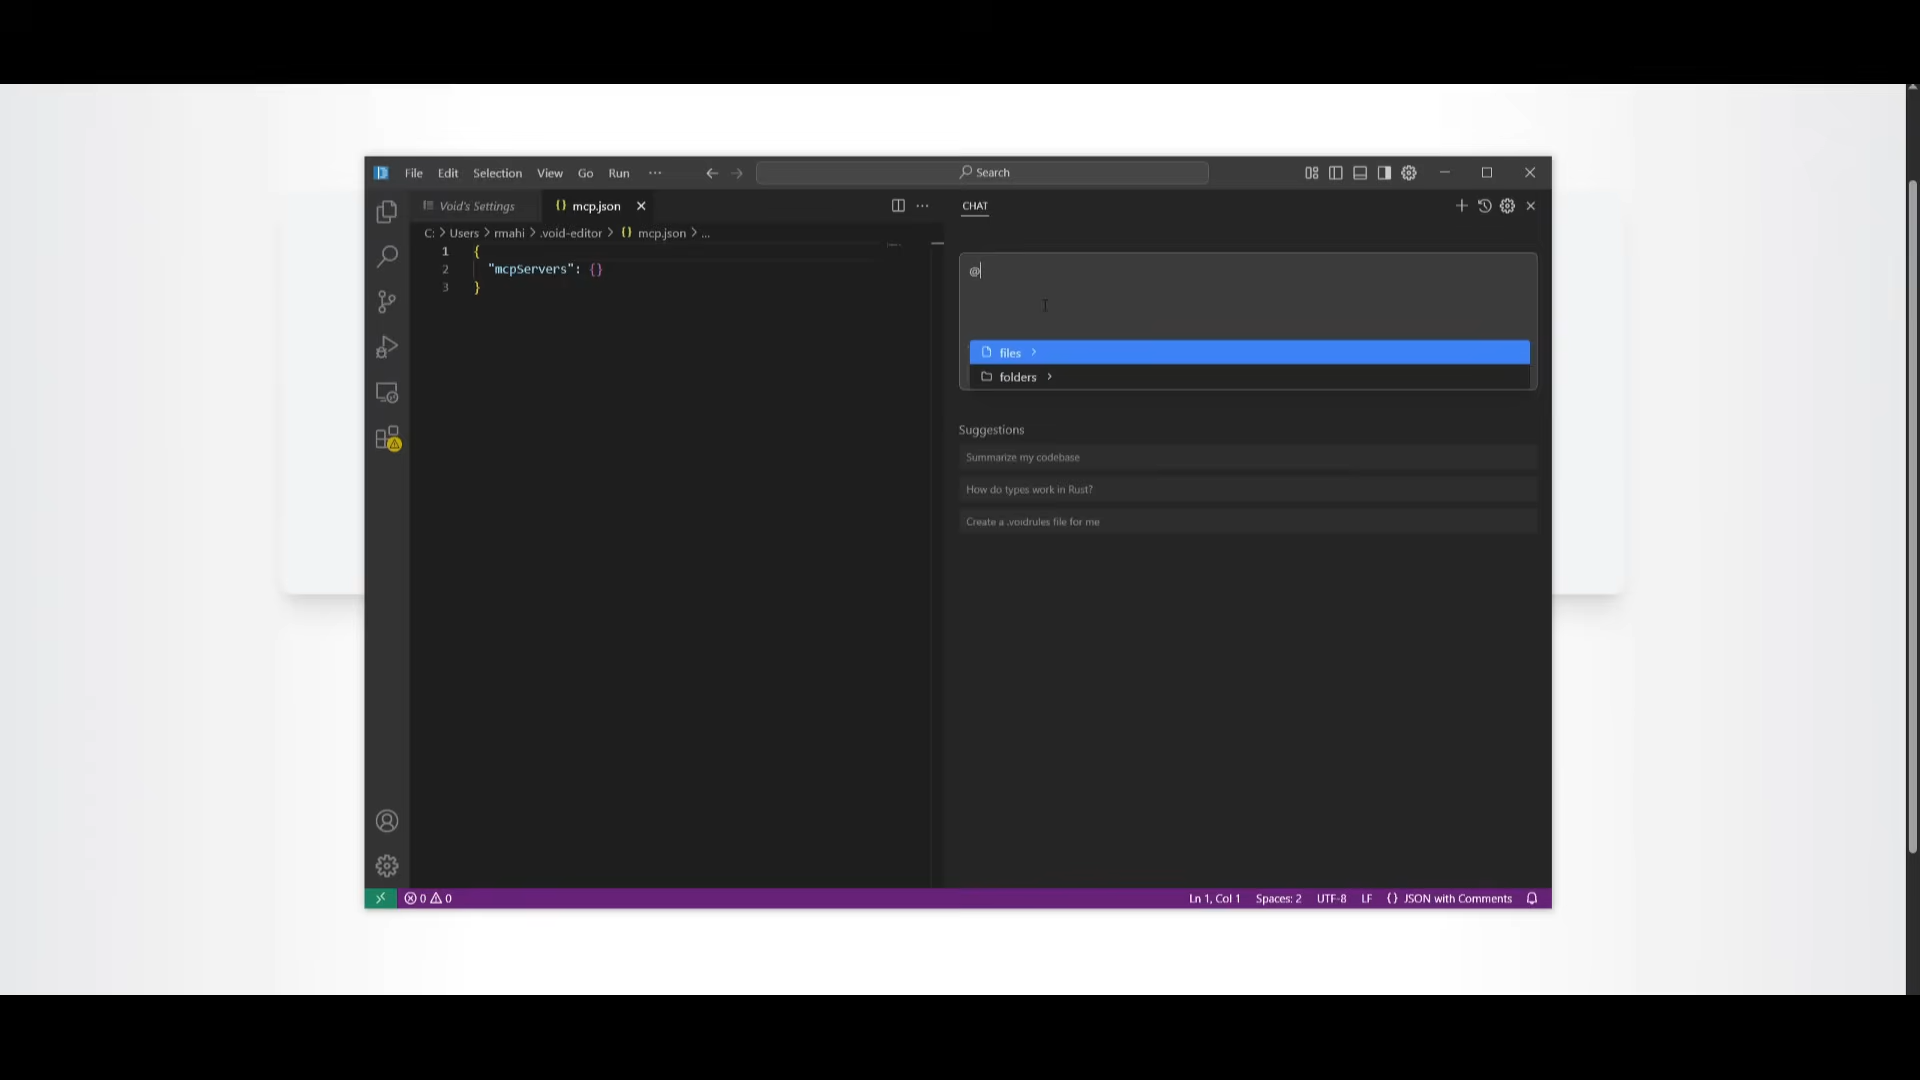 File Edit Selection View Go Run ··· Search
Void's Settings
mcp.json
C: > Users > rmahi > .void-editor > {} mcp.json > ...
1 {
2 "mcpServers": {}
3 }
CHAT
@
files >
folders >
Suggestions
Summarize my codebase
How do types work in Rust?
Create a .voidrules file for me
0 0 Ln 1, Col 1 Spaces: 2 UTF-8 LF {} JSON with Comments